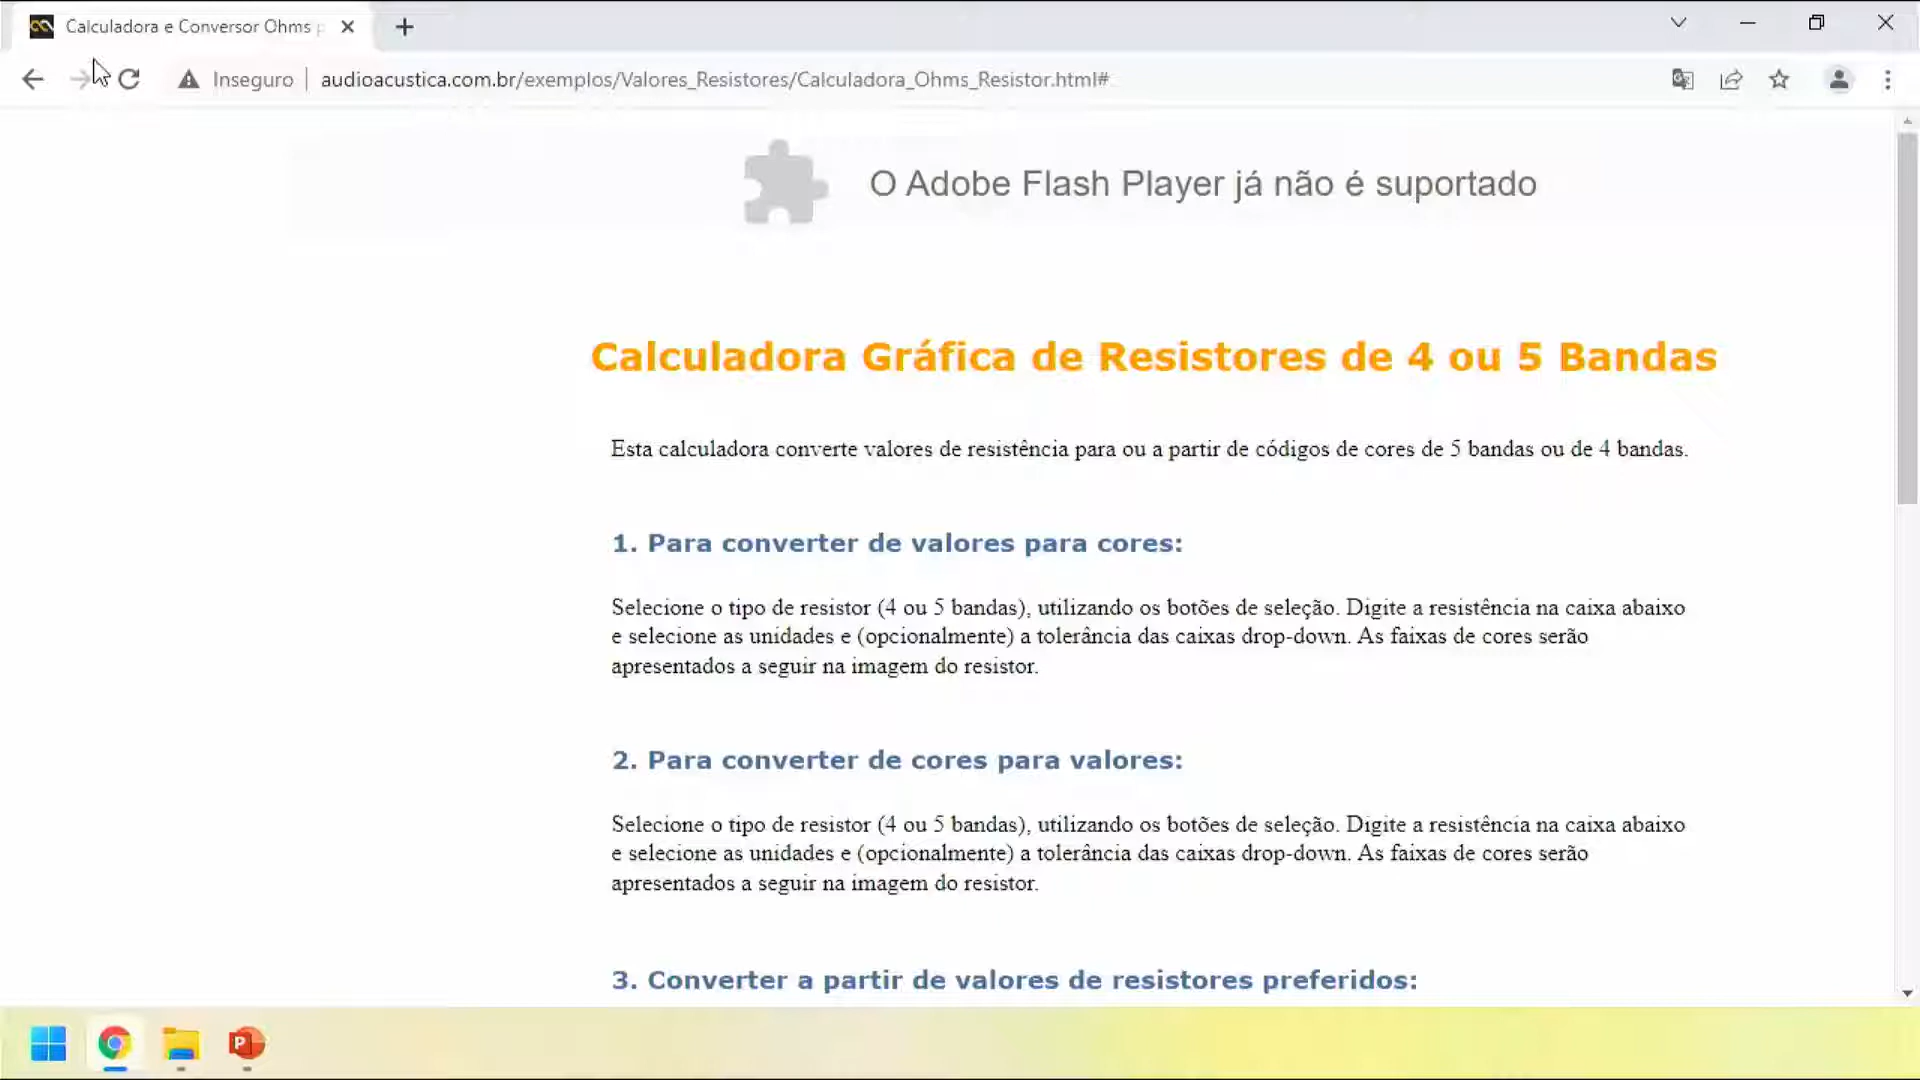 Calculadora e Conversor Ohms
Inseguro
audioacustica.com.br/exemplos/Valores_Resistores/Calculadora_Ohms_Resistor.html#
O Adobe Flash Player já não é suportado
Calculadora Gráfica de Resistores de 4 ou 5 Bandas
Esta calculadora converte valores de resistência para ou a partir de códigos de cores de 5 bandas ou de 4 bandas.
1. Para converter de valores para cores:
Selecione o tipo de resistor (4 ou 5 bandas), utilizando os botões de seleção. Digite a resistência na caixa abaixo
e selecione as unidades e (opcionalmente) a tolerância das caixas drop-down. As faixas de cores serão
apresentados a seguir na imagem do resistor.
2. Para converter de cores para valores:
Selecione o tipo de resistor (4 ou 5 bandas), utilizando os botões de seleção. Digite a resistência na caixa abaixo
e selecione as unidades e (opcionalmente) a tolerância das caixas drop-down. As faixas de cores serão
apresentados a seguir na imagem do resistor.
3. Converter a partir de valores de resistores preferidos: